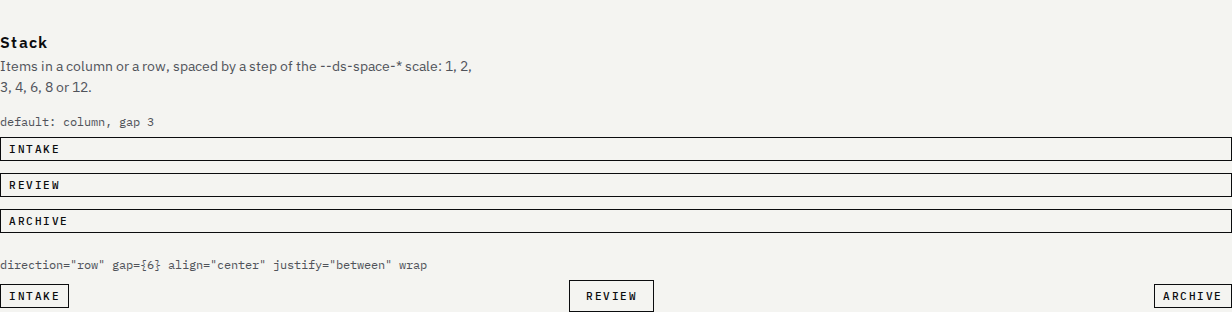 Stack
Items in a column or a row, spaced by a step of the --ds-space-* scale: 1, 2,
3, 4, 6, 8 or 12.
default: column, gap 3
INTAKE
REVIEW
ARCHIVE
direction="row" gap={6} align="center" justify="between" wrap
INTAKE REVIEW ARCHIVE